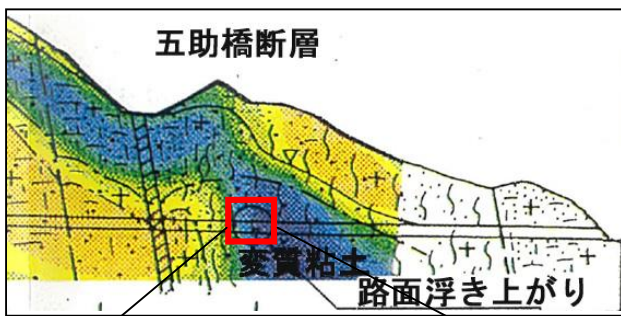 五助橋断層
変質粘土
路面浮き上がり